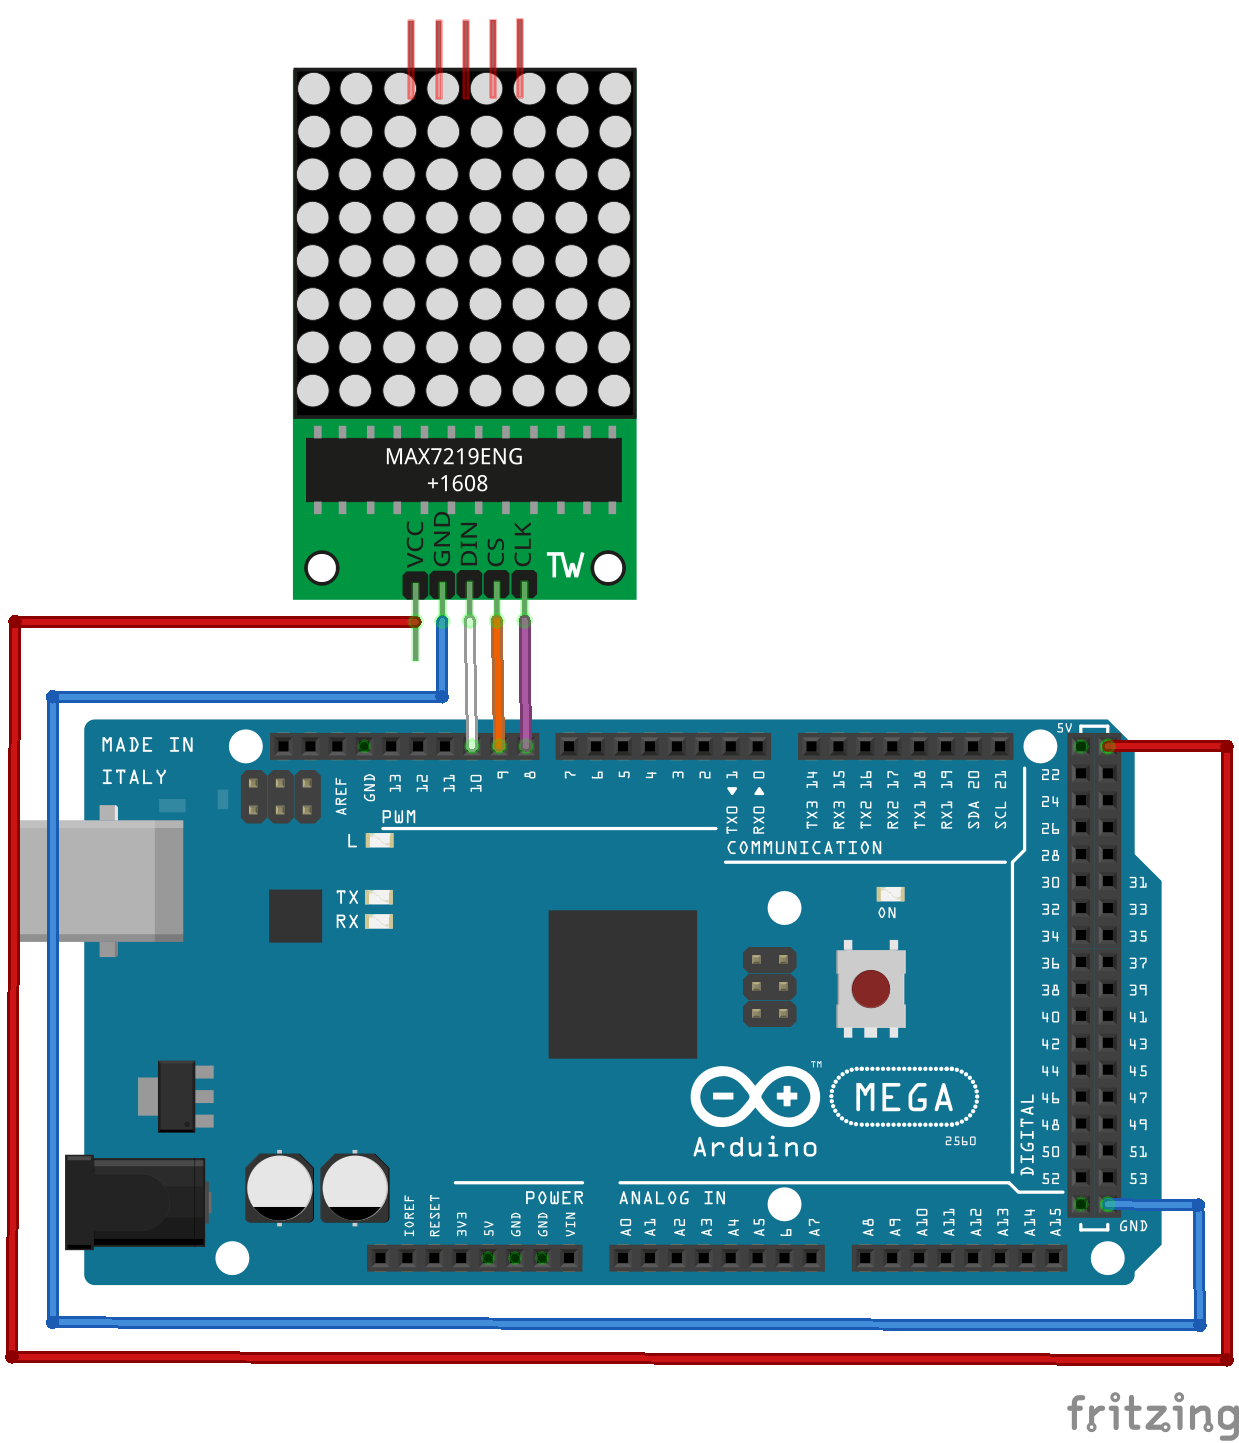 MAX7219ENG
+1608
VCC
GND
DIN
CS
CLK
TW
MADE IN
ITALY
AREF
GND
13
12
11
10
9
8
7
6
5
4
3
2
TX0 1
RX0 0
TX3 14
RX3 15
TX2 16
RX2 17
TX1 18
RX1 19
SDA 20
SCL 21
PWM
COMMUNICATION
L
TX
RX
ON
5V
22
24
26
28
30 31
32 33
34 35
36 37
38 39
40 41
42 43
44 45
46 47
48 49
50 51
52 53
GND
DIGITAL
TM
MEGA
Arduino
2560
POWER
ANALOG IN
IOREF
RESET
3V3
5V
GND
GND
VIN
A0
A1
A2
A3
A4
A5
6
A7
A8
A9
A10
A11
A12
A13
A14
A15
fritzing